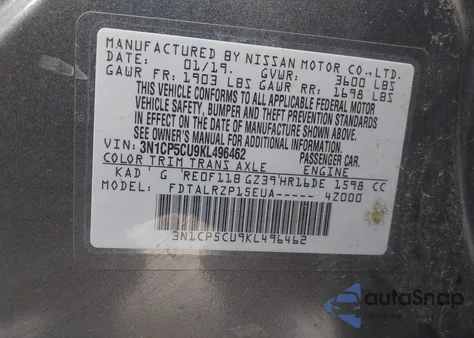 MANUFACTURED BY NISSAN MOTOR CO.,LTD.
DATE: 01/19. GVWR: 3600 LBS
GAWR FR: 1903 LBS GAWR RR: 1698 LBS
THIS VEHICLE CONFORMS TO ALL APPLICABLE FEDERAL MOTOR
VEHICLE SAFETY, BUMPER AND THEFT PREVENTION STANDARDS
IN EFFECT ON THE DATE OF MANUFACTURE SHOWN ABOVE.
SEE OWNER'S MANUAL FOR ADDITIONAL INFORMATION.
VIN: 3N1CP5CU9KL496462 PASSENGER CAR.
COLOR TRIM TRANS AXLE ENGINE
KAD G RE0F11B GZ39 HR16DE 1598 CC
MODEL: FDTALRZP15EUA----- 4Z000
3N1CP5CU9KL496462
autoSnap